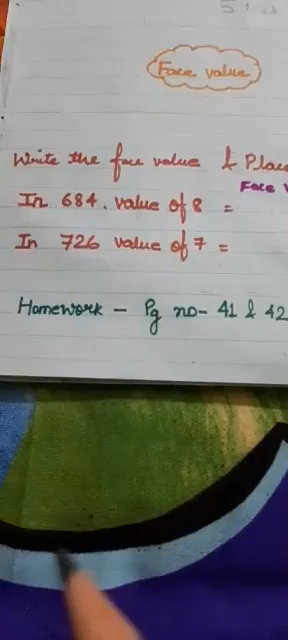 Face value
Write the face value & Place
Face V
In 684. value of 8 =
In 726 value of 7 =
Homework - Pg no- 41 & 42